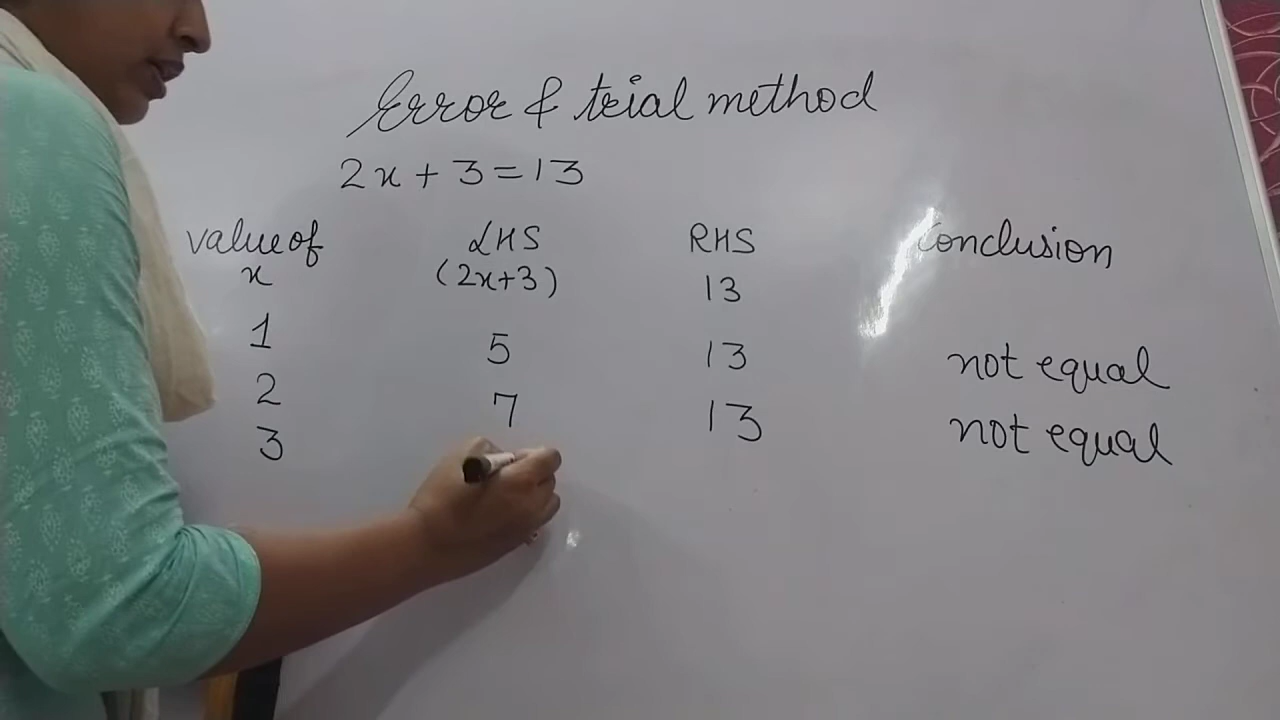 Error & trial method
2x + 3 = 13
value of x LHS (2x+3) RHS 13 Conclusion
1 5 13 not equal
2 7 13 not equal
3